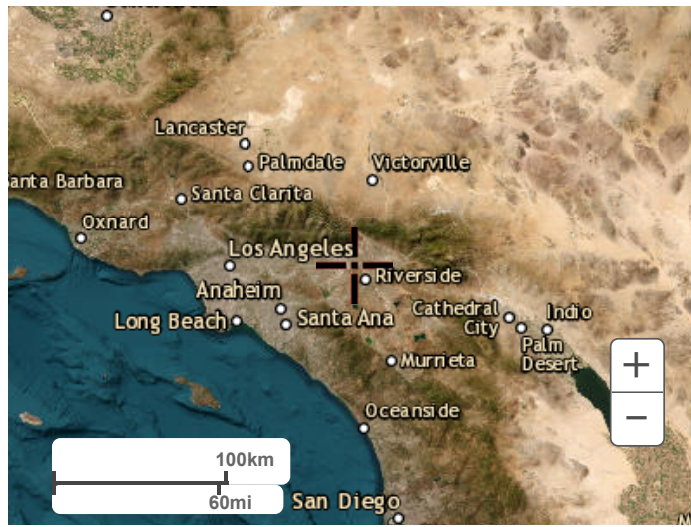 Lancaster
Palmdale
Victorville
Santa Barbara
Santa Clarita
Oxnard
Los Angeles
Riverside
Anaheim
Cathedral
City
Indio
Long Beach
Santa Ana
Palm
Desert
Murrieta
+
−
Oceanside
100km
60mi
San Diego